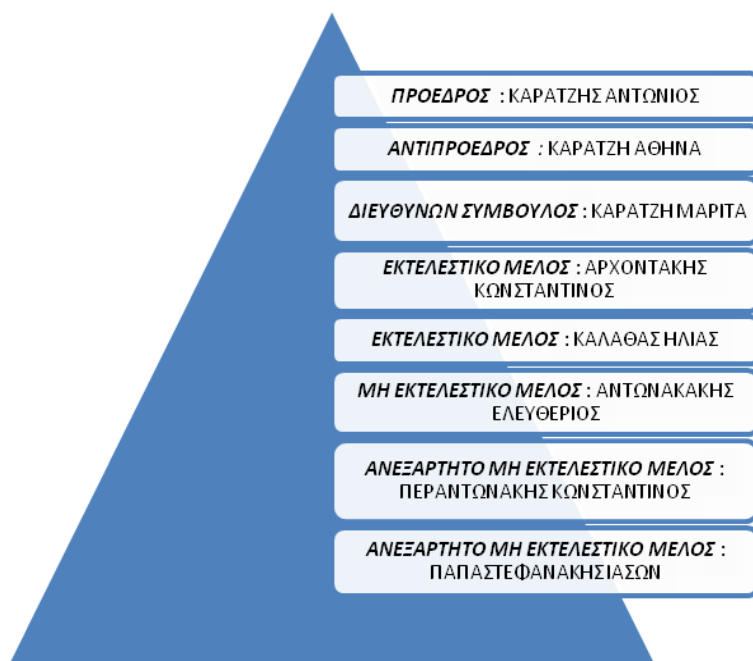 ΠΡΟΕΔΡΟΣ : ΚΑΡΑΤΖΗΣ ΑΝΤΩΝΙΟΣ
ΑΝΤΙΠΡΟΕΔΡΟΣ : ΚΑΡΑΤΖΗ ΑΘΗΝΑ
ΔΙΕΥΘΥΝΩΝ ΣΥΜΒΟΥΛΟΣ : ΚΑΡΑΤΖΗ ΜΑΡΙΤΑ
ΕΚΤΕΛΕΣΤΙΚΟ ΜΕΛΟΣ : ΑΡΧΟΝΤΑΚΗΣ
ΚΩΝΣΤΑΝΤΙΝΟΣ
ΕΚΤΕΛΕΣΤΙΚΟ ΜΕΛΟΣ : ΚΑΛΑΘΑΣ ΗΛΙΑΣ
ΜΗ ΕΚΤΕΛΕΣΤΙΚΟ ΜΕΛΟΣ : ΑΝΤΩΝΑΚΑΚΗΣ
ΕΛΕΥΘΕΡΙΟΣ
ΑΝΕΞΑΡΤΗΤΟ ΜΗ ΕΚΤΕΛΕΣΤΙΚΟ ΜΕΛΟΣ :
ΠΕΡΑΝΤΩΝΑΚΗΣ ΚΩΝΣΤΑΝΤΙΝΟΣ
ΑΝΕΞΑΡΤΗΤΟ ΜΗ ΕΚΤΕΛΕΣΤΙΚΟ ΜΕΛΟΣ :
ΠΑΠΑΣΤΕΦΑΝΑΚΗΣ ΙΑΣΩΝ